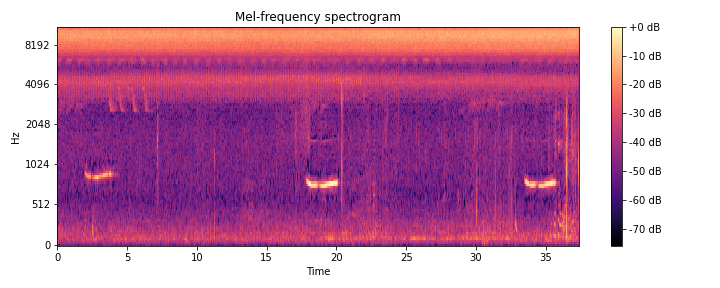 Mel-frequency spectrogram
+0 dB
8192
-10 dB
4096
-20 dB
-30 dB
Hz
2048
-40 dB
1024
-50 dB
512
-60 dB
-70 dB
0
0 5 10 15 20 25 30 35
Time